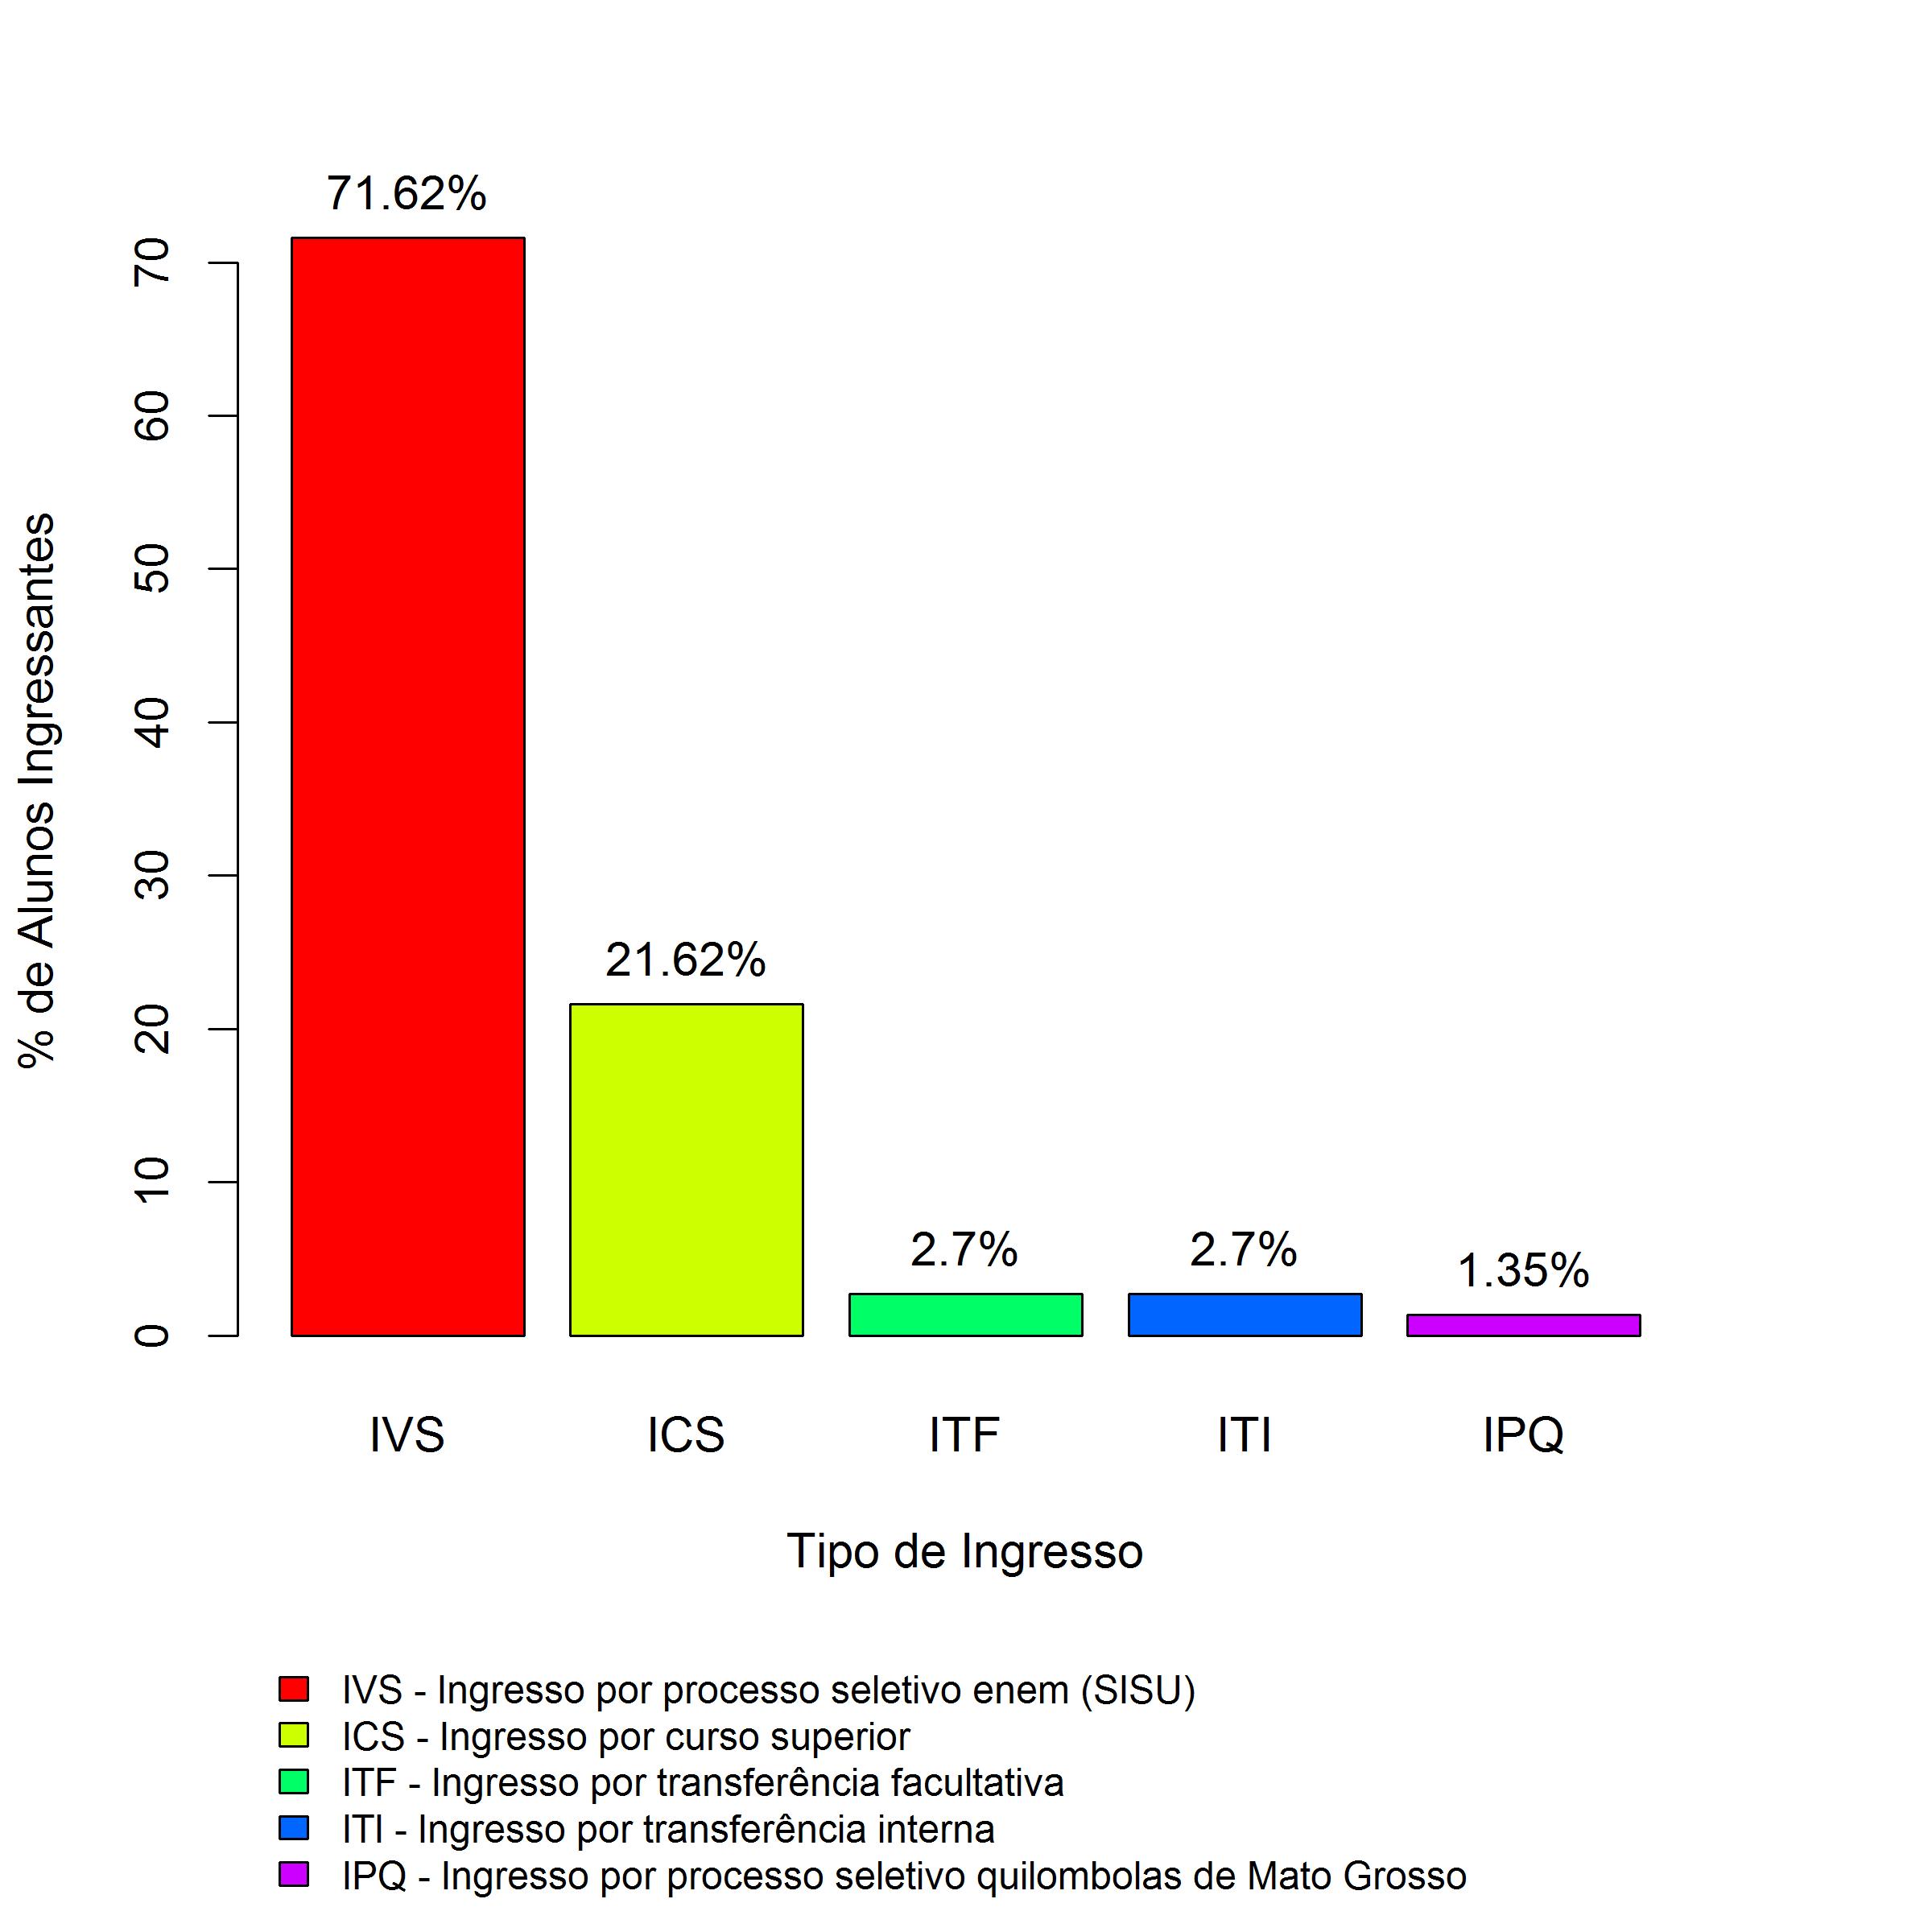 71.62%
21.62%
2.7%
2.7%
1.35%
% de Alunos Ingressantes
70
60
50
40
30
20
10
0
IVS
ICS
ITF
ITI
IPQ
Tipo de Ingresso
IVS - Ingresso por processo seletivo enem (SISU)
ICS - Ingresso por curso superior
ITF - Ingresso por transferência facultativa
ITI - Ingresso por transferência interna
IPQ - Ingresso por processo seletivo quilombolas de Mato Grosso